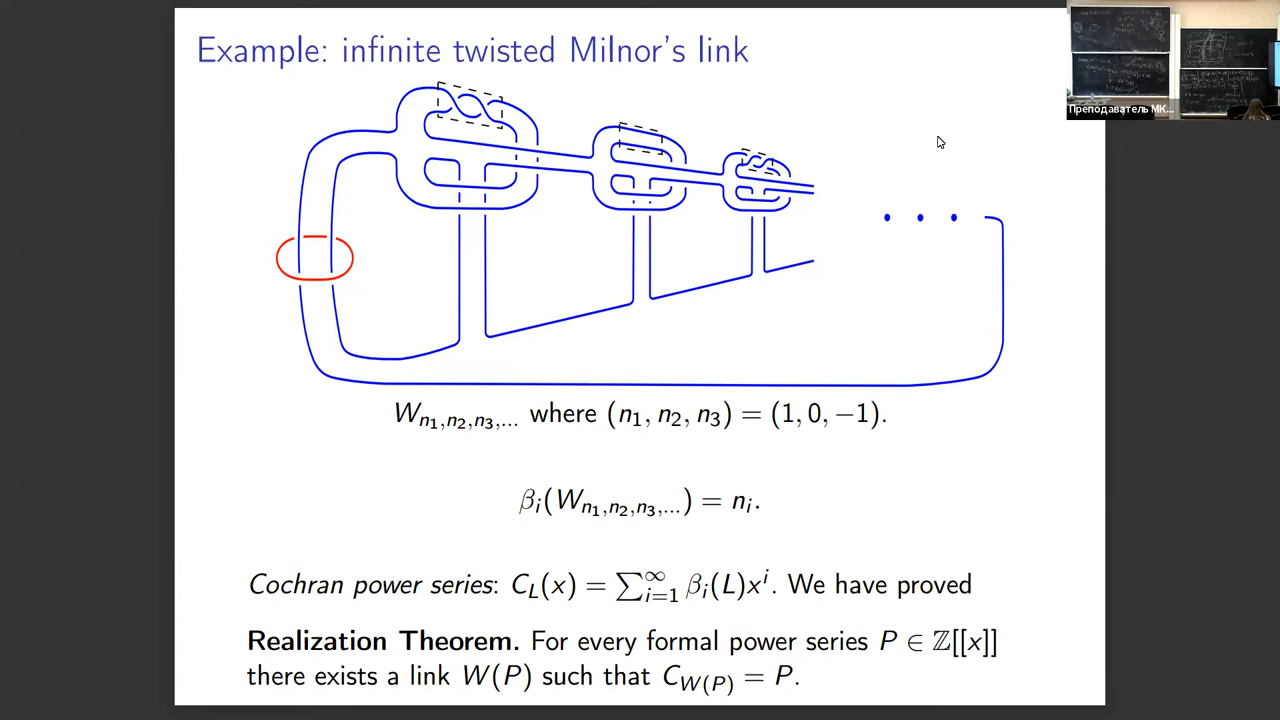 Example: infinite twisted Milnor's link
Преподаватель МК...
W_{n_1,n_2,n_3,...} where (n_1, n_2, n_3) = (1, 0, −1).
β_i(W_{n_1,n_2,n_3,...}) = n_i.
Cochran power series: C_L(x) = ∑_{i=1}^∞ β_i(L)x^i. We have proved
Realization Theorem. For every formal power series P ∈ ℤ[[x]]
there exists a link W(P) such that C_{W(P)} = P.